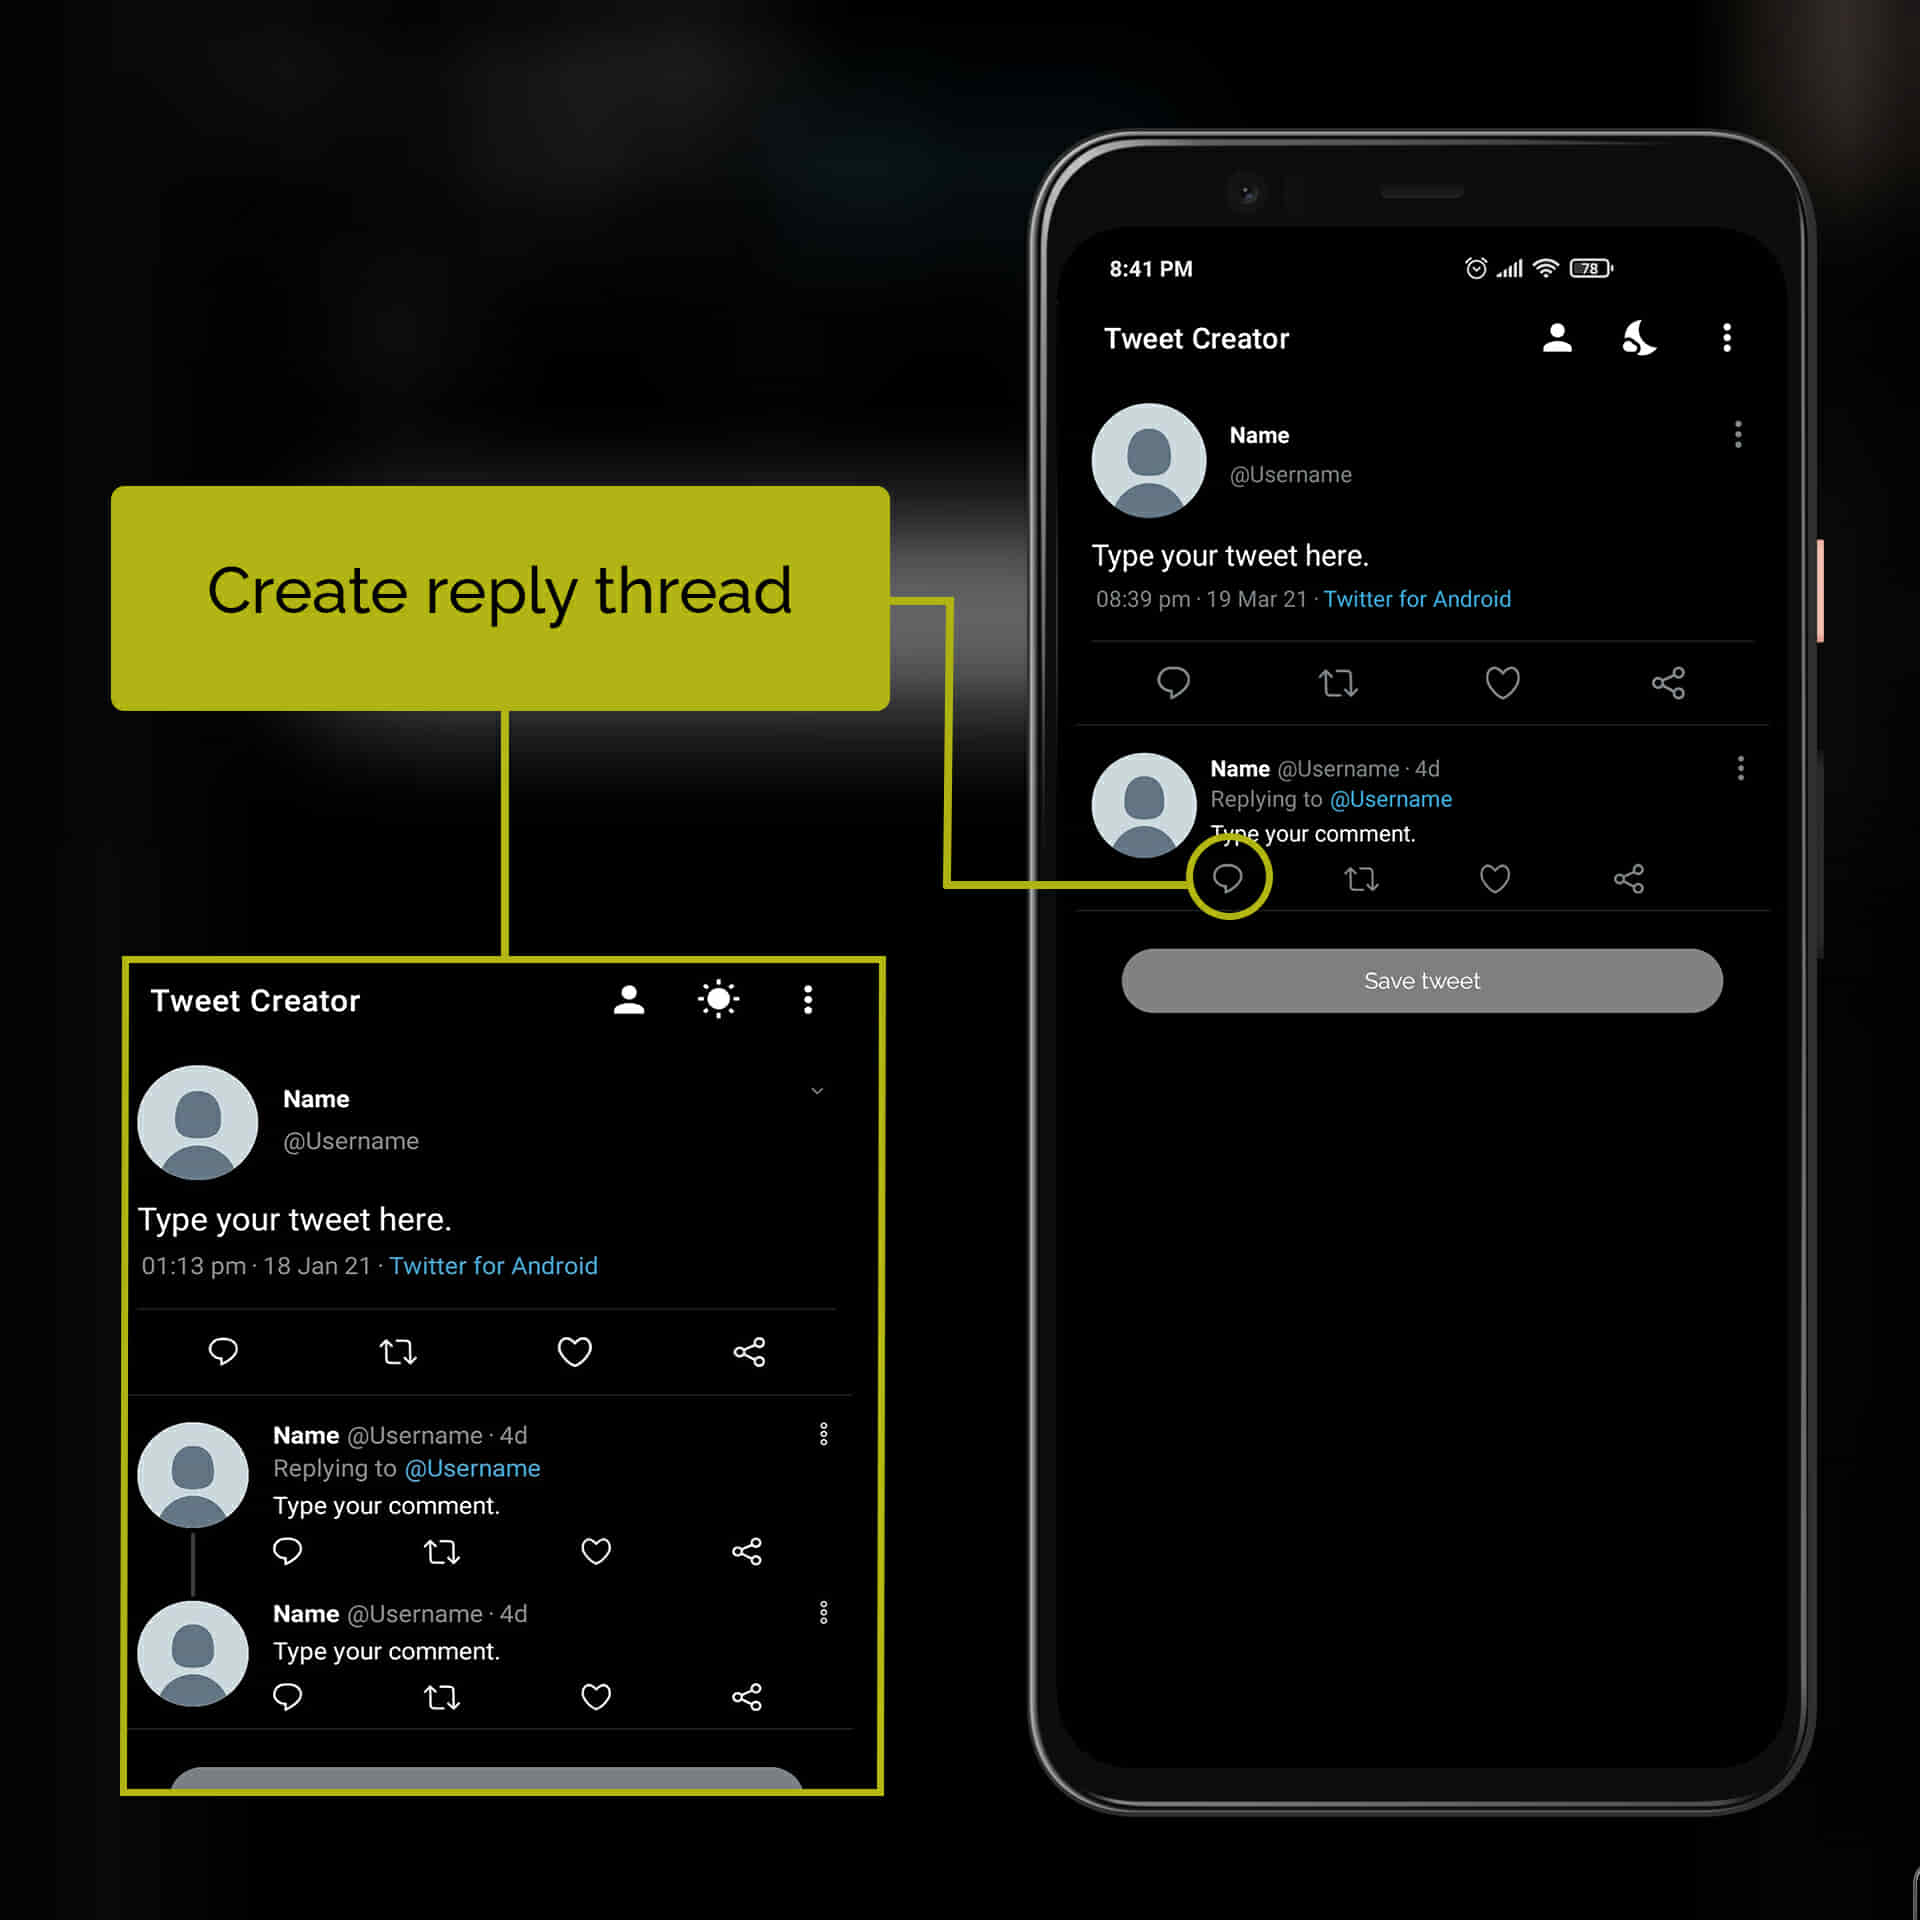 8:41 PM
78
Tweet Creator
Name
@Username
Type your tweet here.
08:39 pm · 19 Mar 21 · Twitter for Android
Name @Username · 4d
Replying to @Username
Type your comment.
Save tweet
Create reply thread
Tweet Creator
Name
@Username
Type your tweet here.
01:13 pm · 18 Jan 21 · Twitter for Android
Name @Username · 4d
Replying to @Username
Type your comment.
Name @Username · 4d
Type your comment.